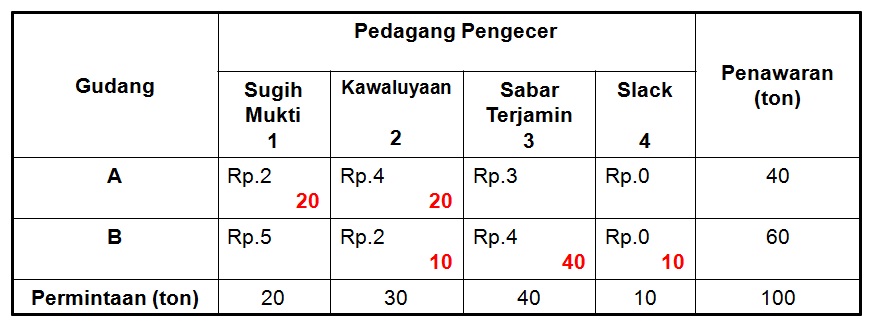 Pedagang Pengecer
Gudang
Penawaran
(ton)
Sugih
Mukti
1
Kawaluyaan
2
Sabar
Terjamin
3
Slack
4
A
Rp.2
20
Rp.4
20
Rp.3
Rp.0
40
B
Rp.5
Rp.2
10
Rp.4
40
Rp.0
10
60
Permintaan (ton)
20
30
40
10
100